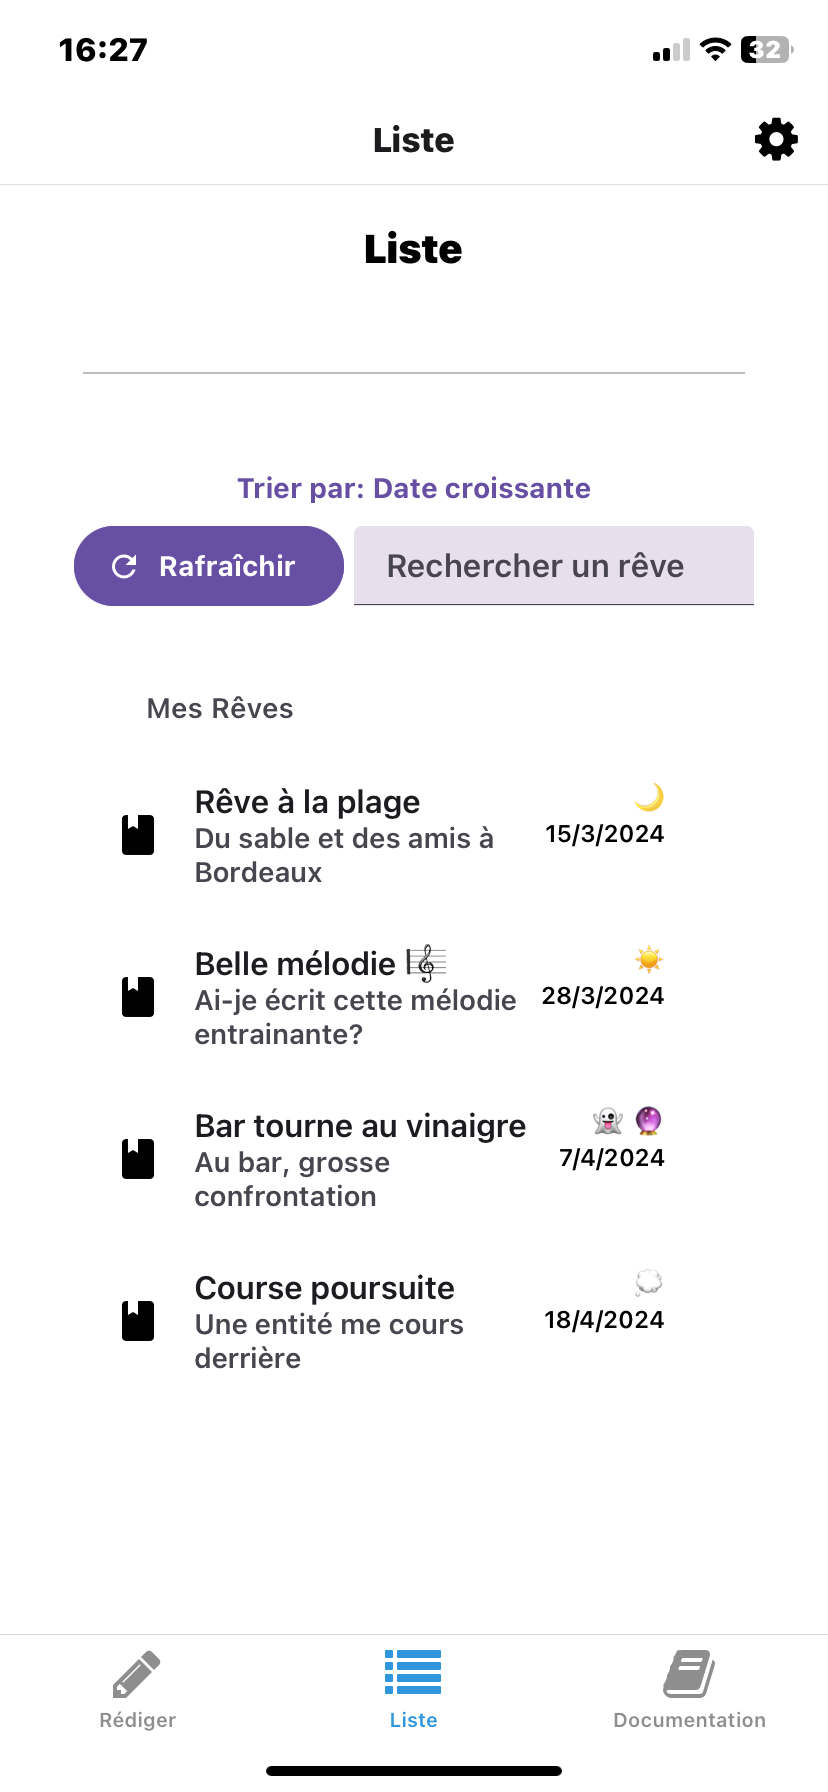 16:27
32
Liste
Liste
Trier par: Date croissante
Rafraîchir
Rechercher un rêve
Mes Rêves
Rêve à la plage
Du sable et des amis à
Bordeaux
🌙
15/3/2024
Belle mélodie 🎼
Ai-je écrit cette mélodie
entrainante?
☀️
28/3/2024
Bar tourne au vinaigre
Au bar, grosse
confrontation
👻 🔮
7/4/2024
Course poursuite
Une entité me cours
derrière
💭
18/4/2024
Rédiger
Liste
Documentation